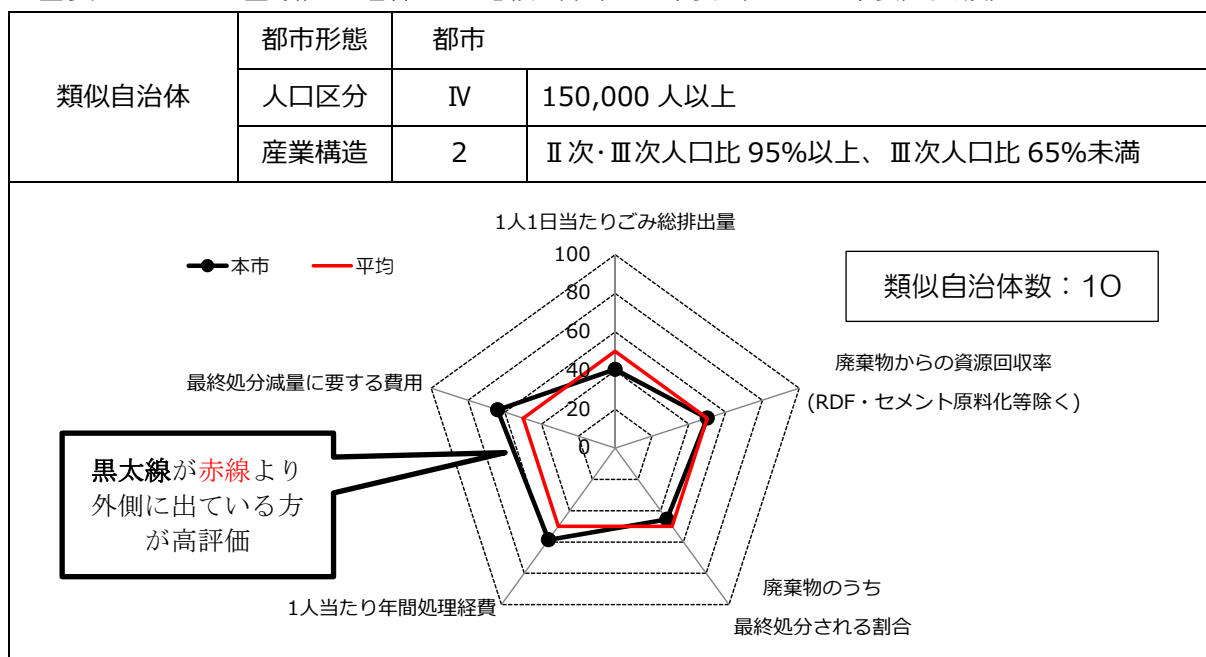 都市形態 都市
類似自治体 人口区分 Ⅳ 150,000 人以上
産業構造 2 Ⅱ次・Ⅲ次人口比 95%以上、Ⅲ次人口比 65%未満
1人1日当たりごみ総排出量
本市 平均
類似自治体数：10
100
80
60
40
20
0
廃棄物からの資源回収率
(RDF・セメント原料化等除く)
最終処分減量に要する費用
黒太線が赤線より
外側に出ている方
が高評価
1人当たり年間処理経費
廃棄物のうち
最終処分される割合